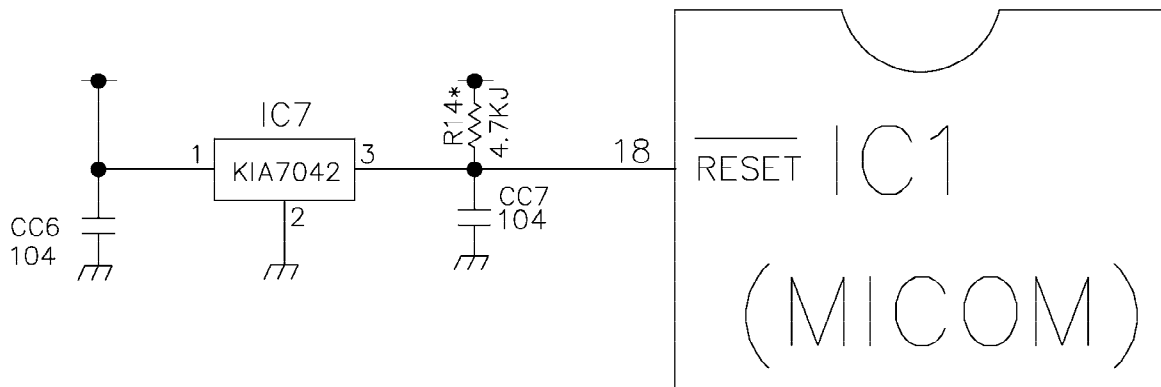 IC7
1
KIA7042
3
2
CC6
104
R14*
4.7KJ
CC7
104
18
RESET
IC1
(MICOM)